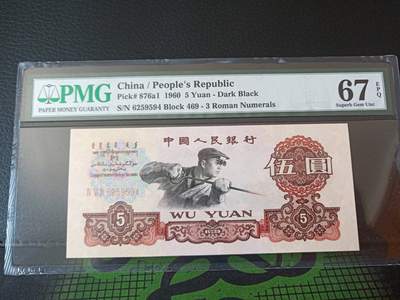 PMG
PAPER MONEY GUARANTY
China / People's Republic
Pick# 876a1 1960 5 Yuan - Dark Black
S/N 6259594 Block 469 - 3 Roman Numerals
67 EPQ
Superb Gem Unc
中國人民銀行
伍圓
5
WU YUAN
5